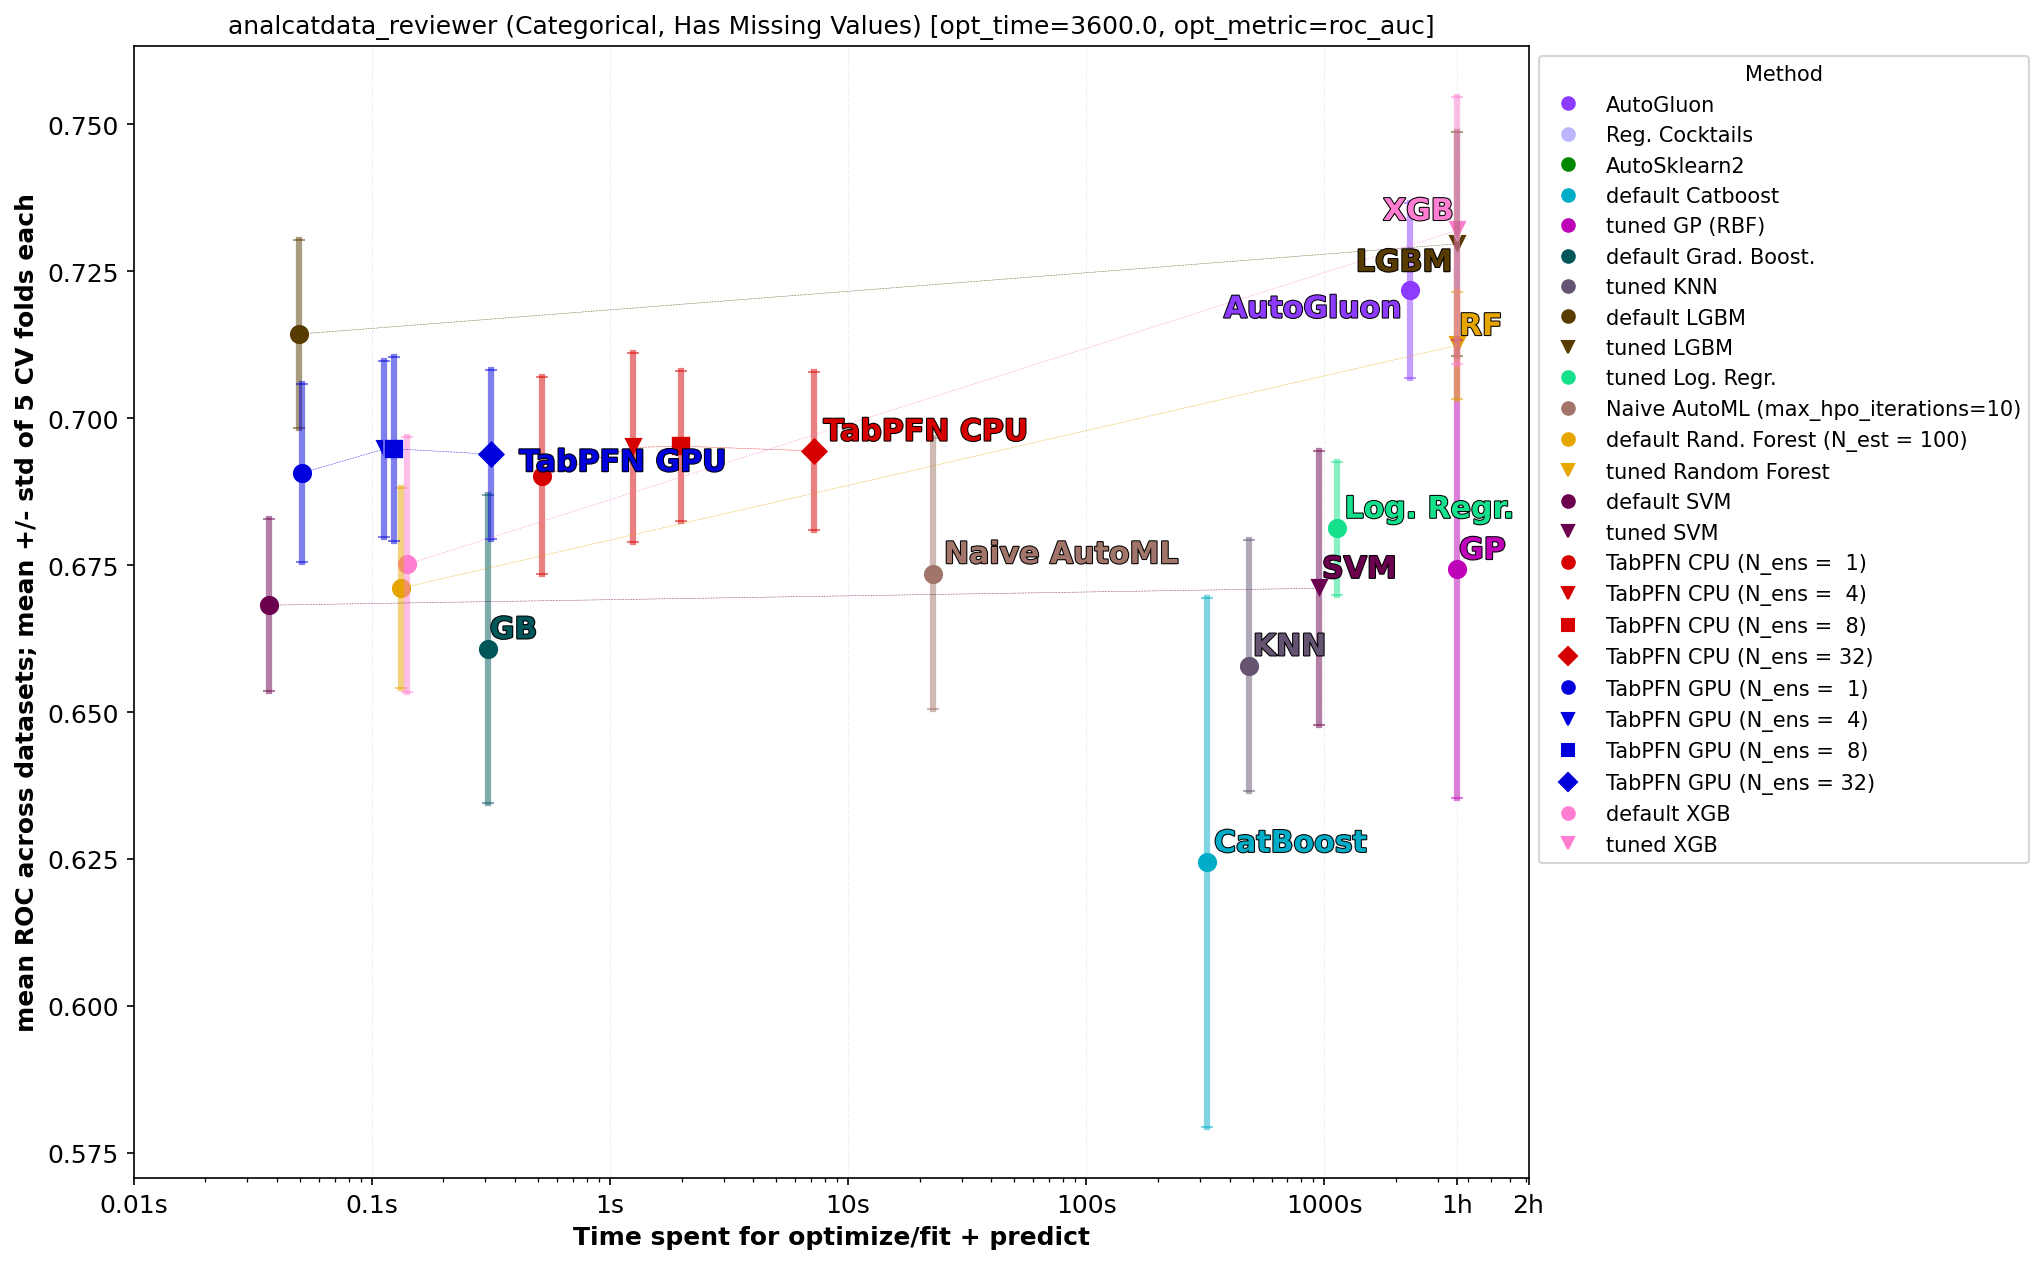 analcatdata_reviewer (Categorical, Has Missing Values) [opt_time=3600.0, opt_metric=roc_auc]
mean ROC across datasets; mean +/- std of 5 CV folds each
0.750
0.725
0.700
0.675
0.650
0.625
0.600
0.575
XGB
LGBM
AutoGluon
RF
TabPFN CPU
TabPFN GPU
Log. Regr.
Naive AutoML
GP
SVM
GB
KNN
CatBoost
0.01s
0.1s
1s
10s
100s
1000s
1h
2h
Time spent for optimize/fit + predict
Method
AutoGluon
Reg. Cocktails
AutoSklearn2
default Catboost
tuned GP (RBF)
default Grad. Boost.
tuned KNN
default LGBM
tuned LGBM
tuned Log. Regr.
Naive AutoML (max_hpo_iterations=10)
default Rand. Forest (N_est = 100)
tuned Random Forest
default SVM
tuned SVM
TabPFN CPU (N_ens =  1)
TabPFN CPU (N_ens =  4)
TabPFN CPU (N_ens =  8)
TabPFN CPU (N_ens = 32)
TabPFN GPU (N_ens =  1)
TabPFN GPU (N_ens =  4)
TabPFN GPU (N_ens =  8)
TabPFN GPU (N_ens = 32)
default XGB
tuned XGB